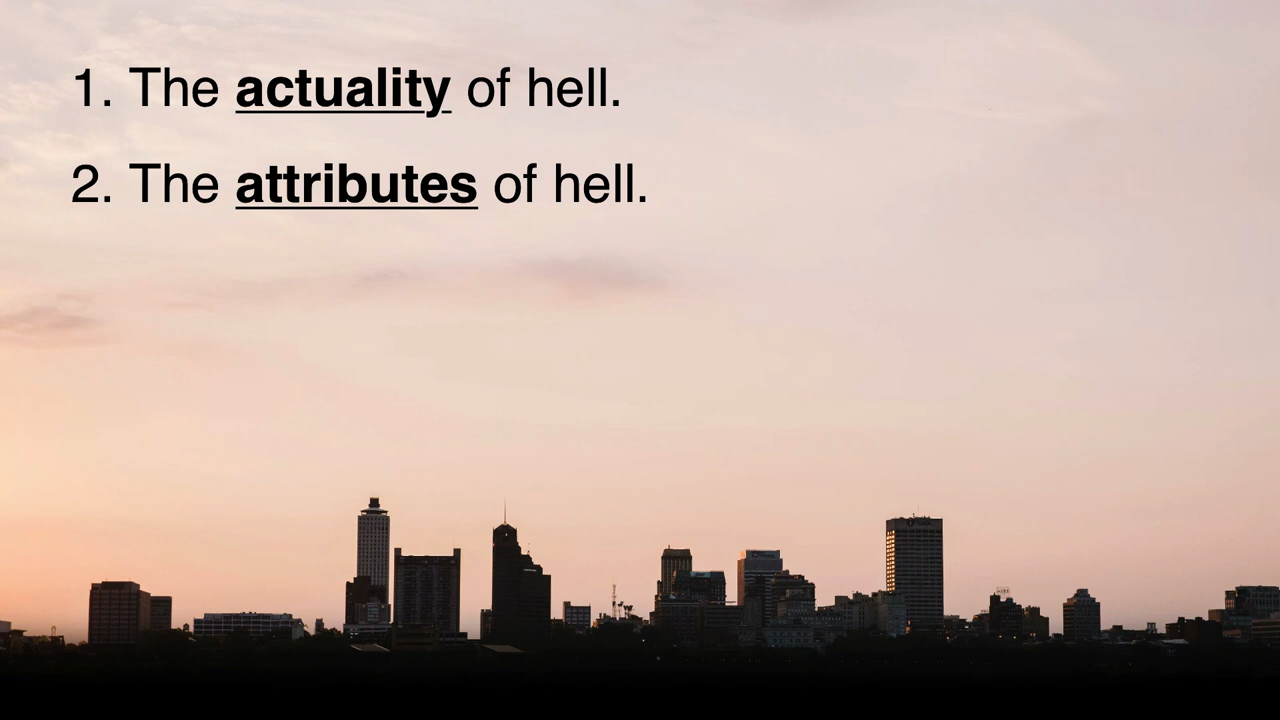 1. The actuality of hell.
2. The attributes of hell.